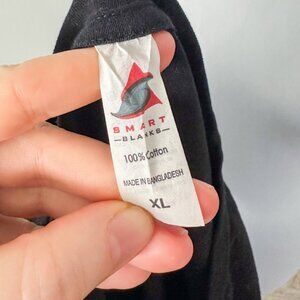 SMART
BLANKS
100% Cotton
MADE IN BANGLADESH
XL